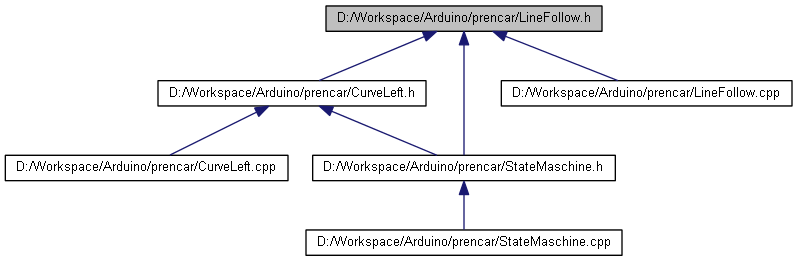 D:/Workspace/Arduino/prencar/LineFollow.h
D:/Workspace/Arduino/prencar/CurveLeft.h
D:/Workspace/Arduino/prencar/LineFollow.cpp
D:/Workspace/Arduino/prencar/CurveLeft.cpp
D:/Workspace/Arduino/prencar/StateMaschine.h
D:/Workspace/Arduino/prencar/StateMaschine.cpp